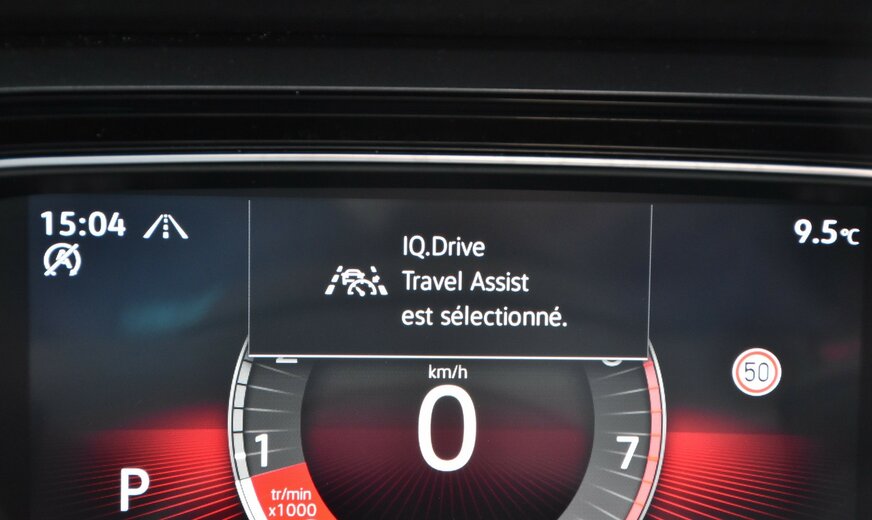 15:04
9.5°C
IQ.Drive
Travel Assist
est sélectionné.
km/h
0
50
1
7
P
tr/min
x1000